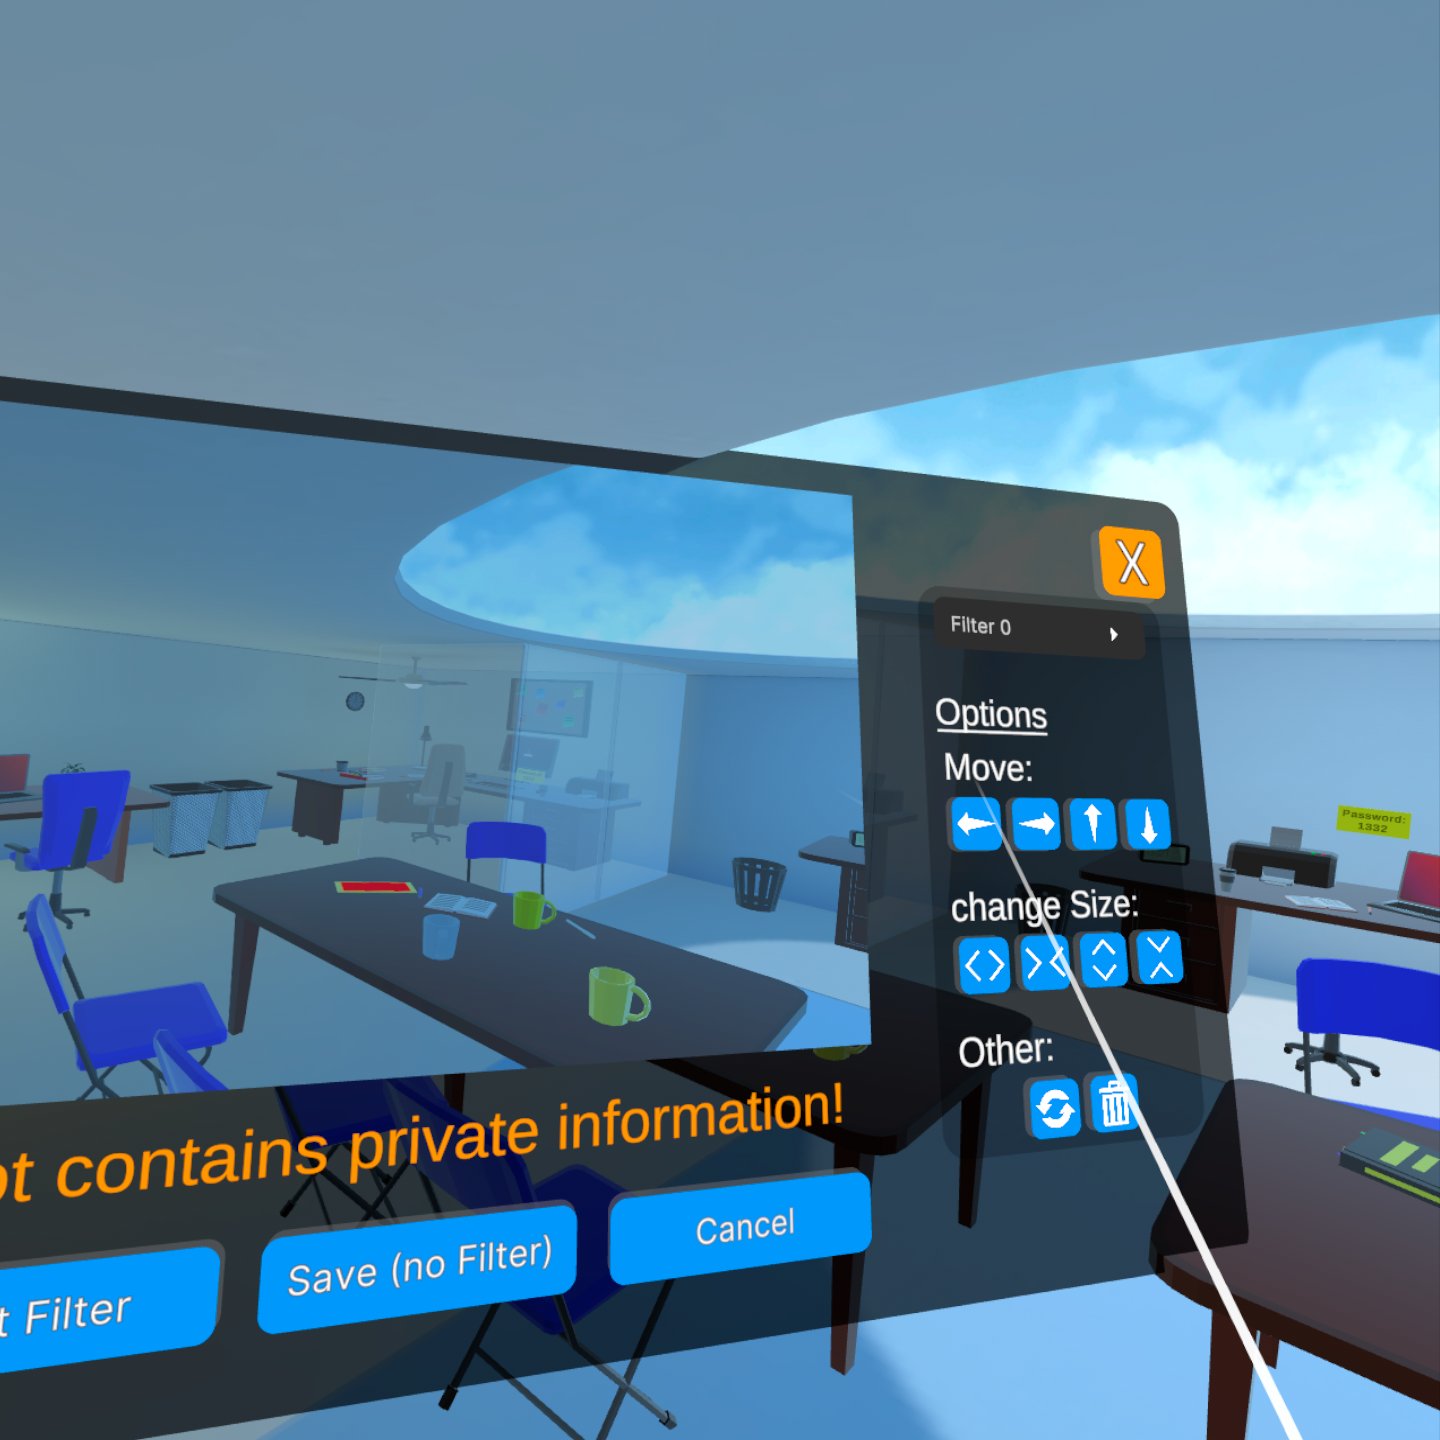 X
Filter 0
Options
Move:
change Size:
Other:
Password:
1332
contains private information!
Filter
Save (no Filter)
Cancel